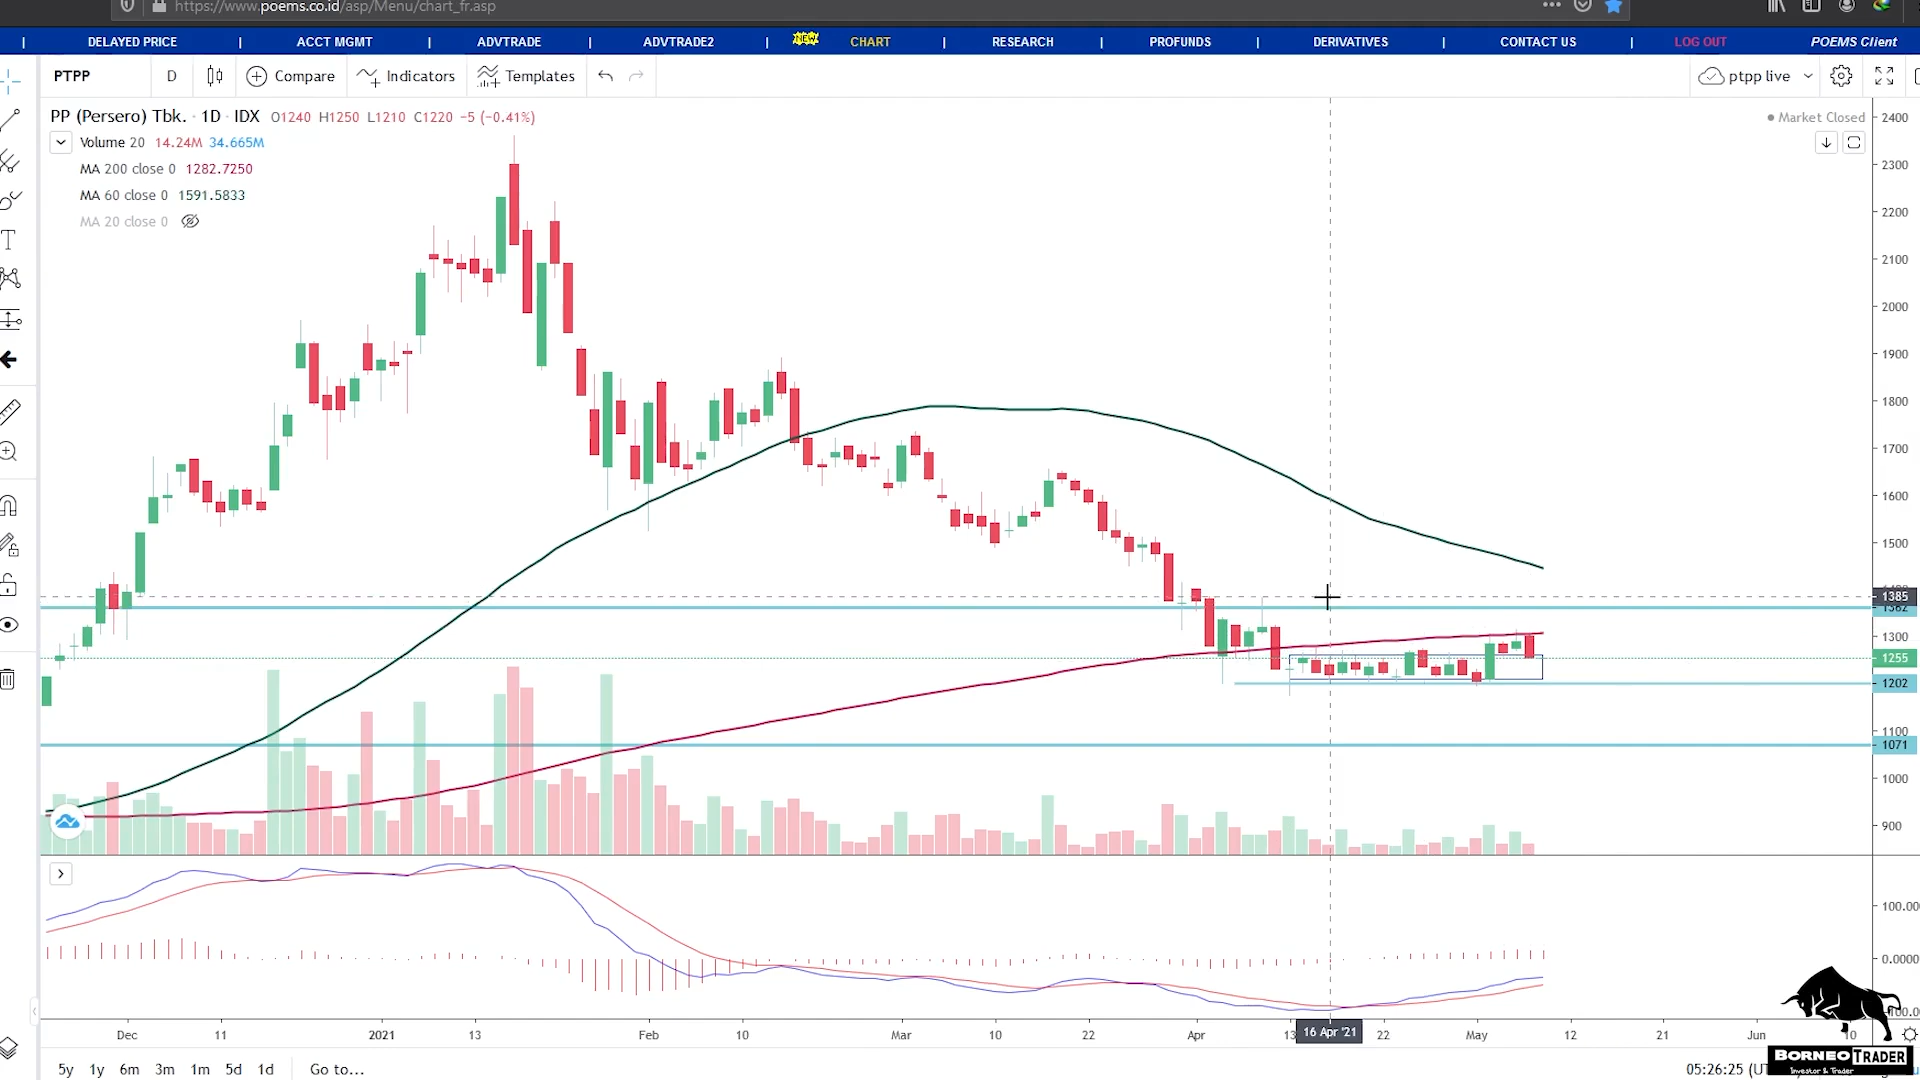 https://www.poems.co.id/asp/Menu/chart_fr.asp
| DELAYED PRICE | ACCT MGMT | ADVTRADE | ADVTRADE2 | NEW CHART | RESEARCH | PROFUNDS | DERIVATIVES | CONTACT US | LOG OUT POEMS Client
PTPP D Compare Indicators Templates ptpp live
PP (Persero) Tbk. · 1D · IDX O1240 H1250 L1210 C1220 −5 (−0.41%)
Market Closed
Volume 20 14.24M 34.665M
MA 200 close 0 1282.7250
MA 60 close 0 1591.5833
MA 20 close 0
2400
2300
2200
2100
2000
1900
1800
1700
1600
1500
1385
1362
1300
1255
1202
1100
1071
1000
900
100.00
0.0000
Dec 11 2021 13 Feb 10 Mar 10 22 Apr 13 16 Apr '21 22 May 12 21 Jun 10
BORNEO TRADER
Investor & Trader
5y 1y 6m 3m 1m 5d 1d Go to...
05:26:25